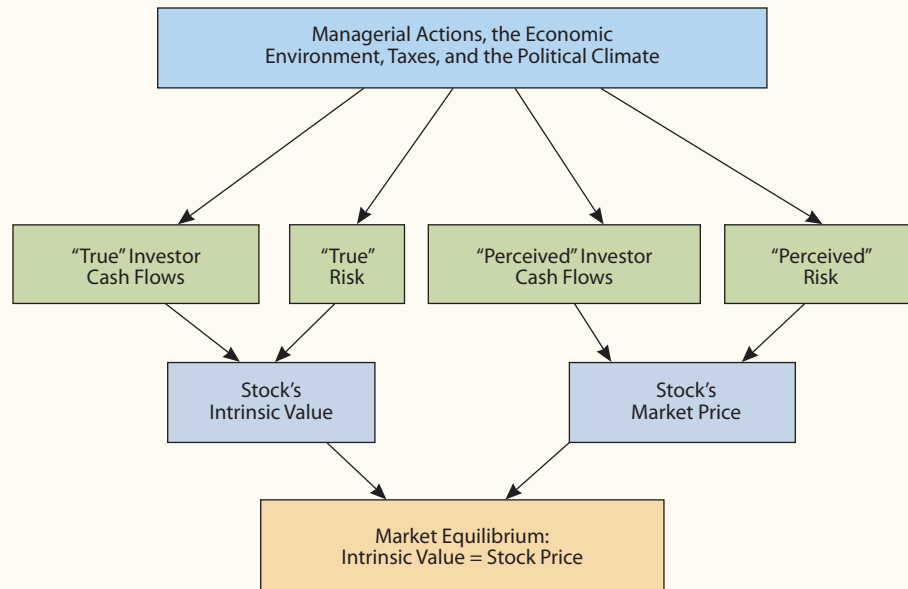 Managerial Actions, the Economic
Environment, Taxes, and the Political Climate
“True” Investor
Cash Flows
“True”
Risk
“Perceived” Investor
Cash Flows
“Perceived”
Risk
Stock’s
Intrinsic Value
Stock’s
Market Price
Market Equilibrium:
Intrinsic Value = Stock Price